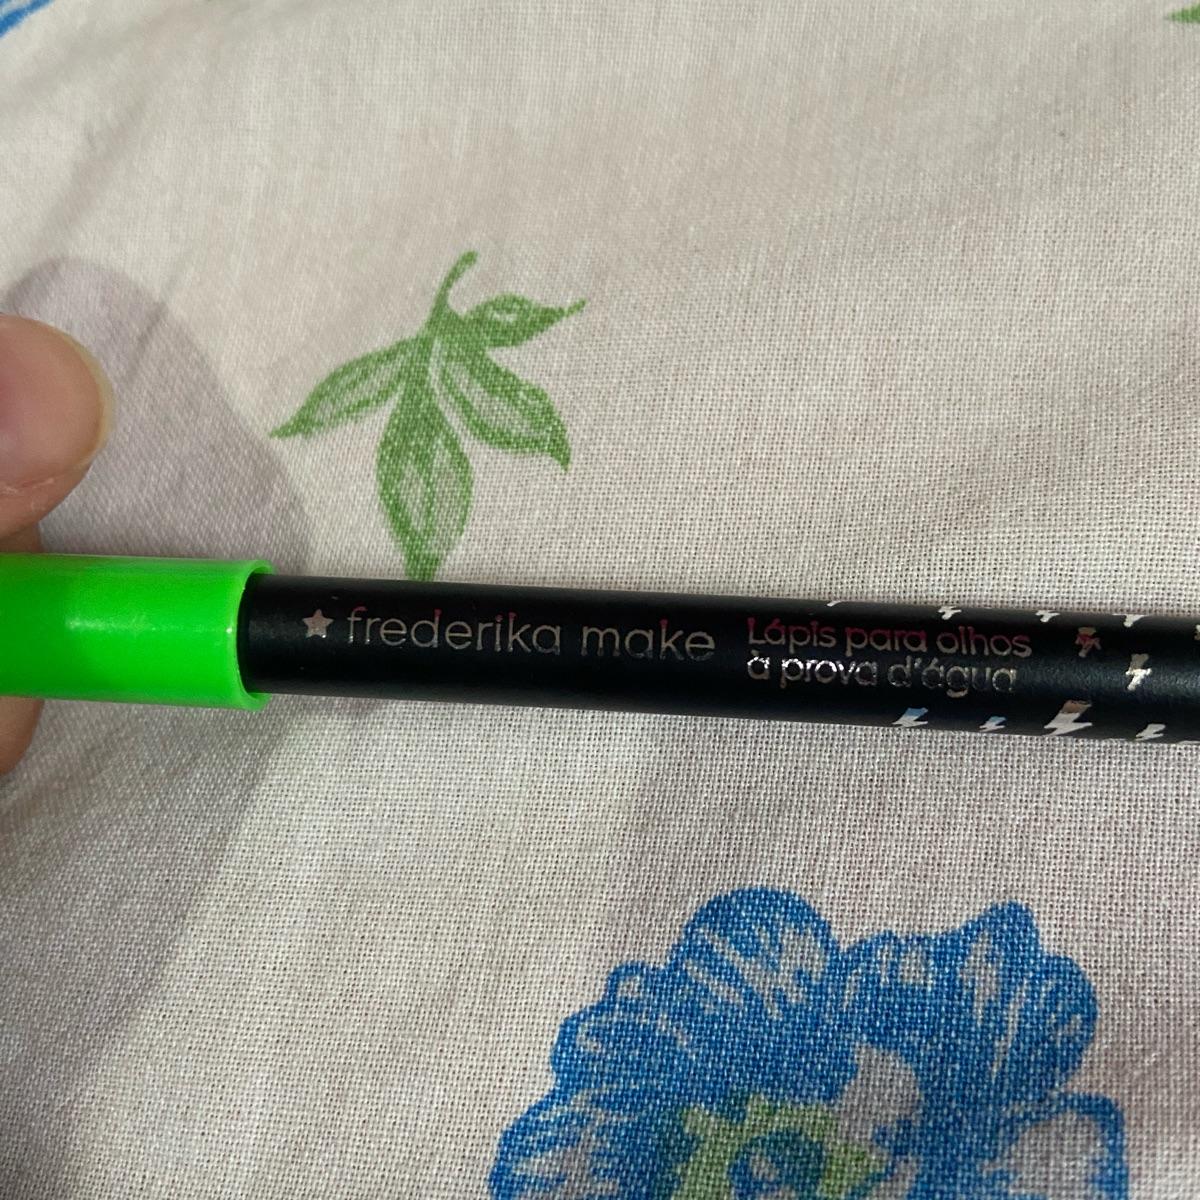 frederika make
Lápis para olhos
à prova d'água